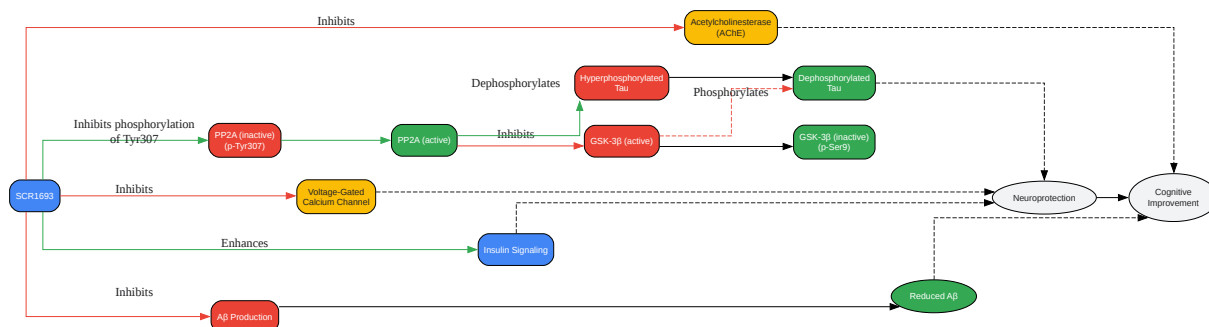 Inhibits
Acetylcholinesterase
(AChE)
Dephosphorylates
Hyperphosphorylated
Tau
Phosphorylates
Dephosphorylated
Tau
Inhibits phosphorylation
of Tyr307
PP2A (inactive)
(p-Tyr307)
PP2A (active)
Inhibits
GSK-3β (active)
GSK-3β (inactive)
(p-Ser9)
SCR1693
Inhibits
Voltage-Gated
Calcium Channel
Neuroprotection
Cognitive
Improvement
Enhances
Insulin Signaling
Inhibits
Aβ Production
Reduced Aβ